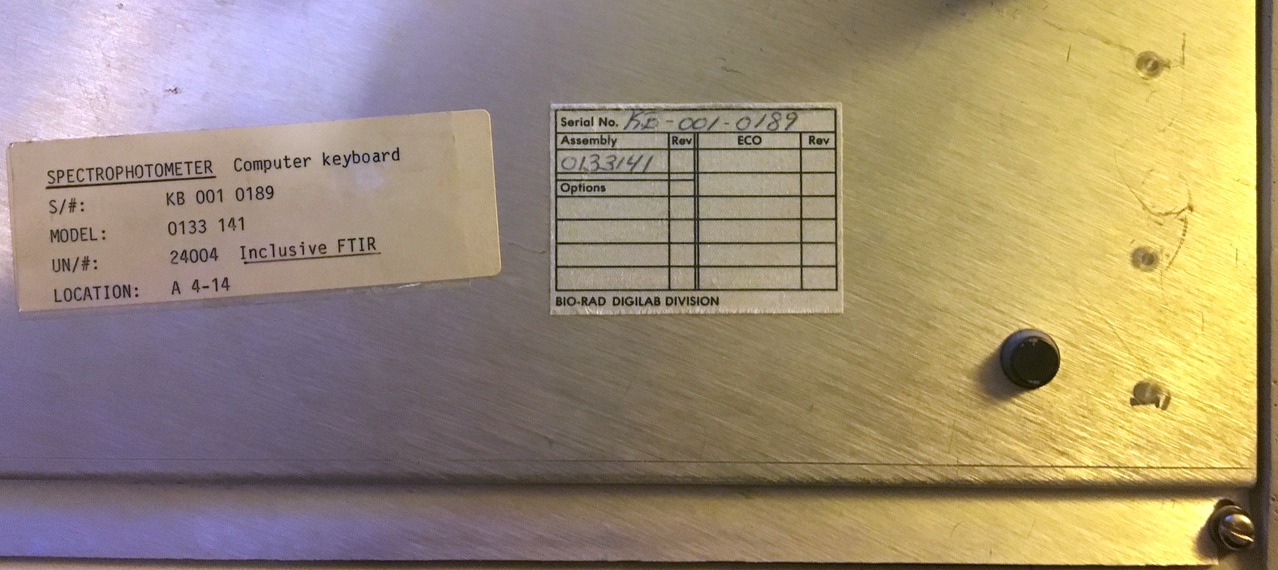 SPECTROPHOTOMETER Computer keyboard
S/#: KB 001 0189
MODEL: 0133 141
UN/#: 24004 Inclusive FTIR
LOCATION: A 4-14
Serial No. KB-001-0189
Assembly Rev ECO Rev
0133141
Options
BIO-RAD DIGILAB DIVISION